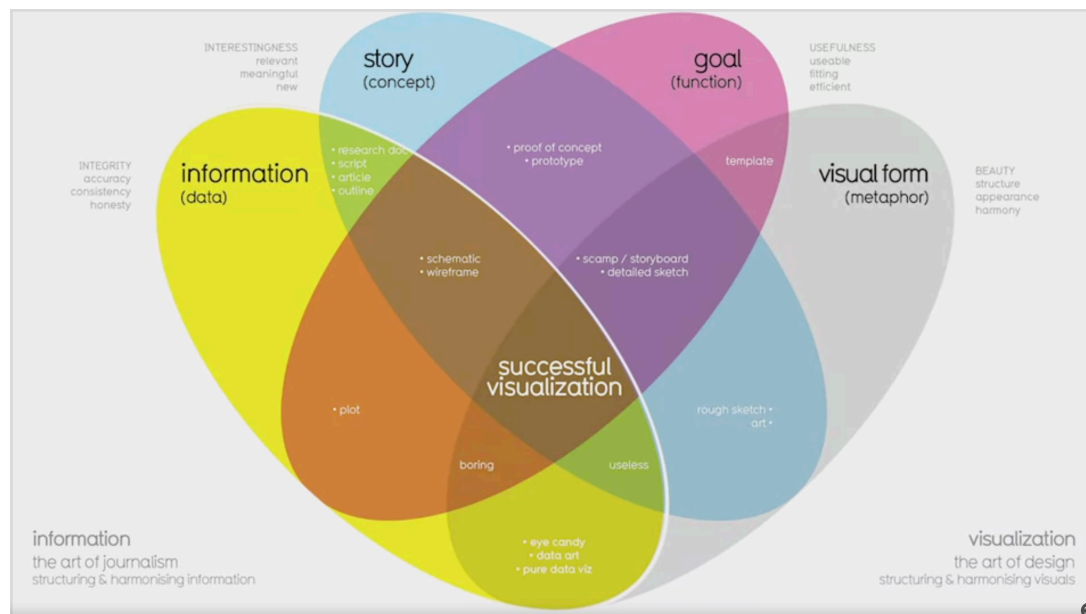 INTERESTINGNESS
relevant
meaningful
new
story
(concept)
goal
(function)
USEFULNESS
useable
fitting
efficient
INTEGRITY
accuracy
consistency
honesty
information
(data)
• research doc
• script
• article
• outline
• proof of concept
• prototype
template
visual form
(metaphor)
BEAUTY
structure
appearance
harmony
• schematic
• wireframe
• scamp / storyboard
• detailed sketch
successful
visualization
• plot
rough sketch •
art •
boring
useless
• eye candy
• data art
• pure data viz
information
the art of journalism
structuring & harmonising information
visualization
the art of design
structuring & harmonising visuals